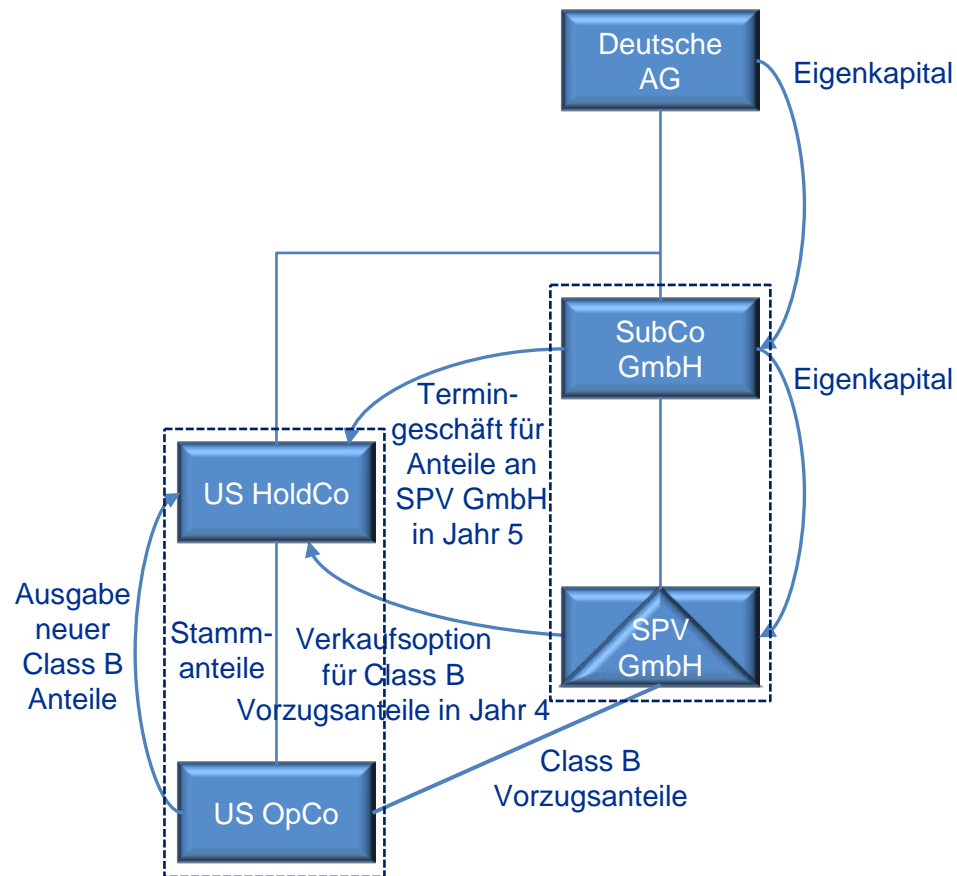 Deutsche
AG
Eigenkapital
SubCo
GmbH
Eigenkapital
Termin-
geschäft für
Anteile an
SPV GmbH
in Jahr 5
US HoldCo
Ausgabe
neuer
Class B
Anteile
Stamm-
anteile
Verkaufsoption
für Class B
Vorzugsanteile in Jahr 4
SPV
GmbH
Class B
Vorzugsanteile
US OpCo